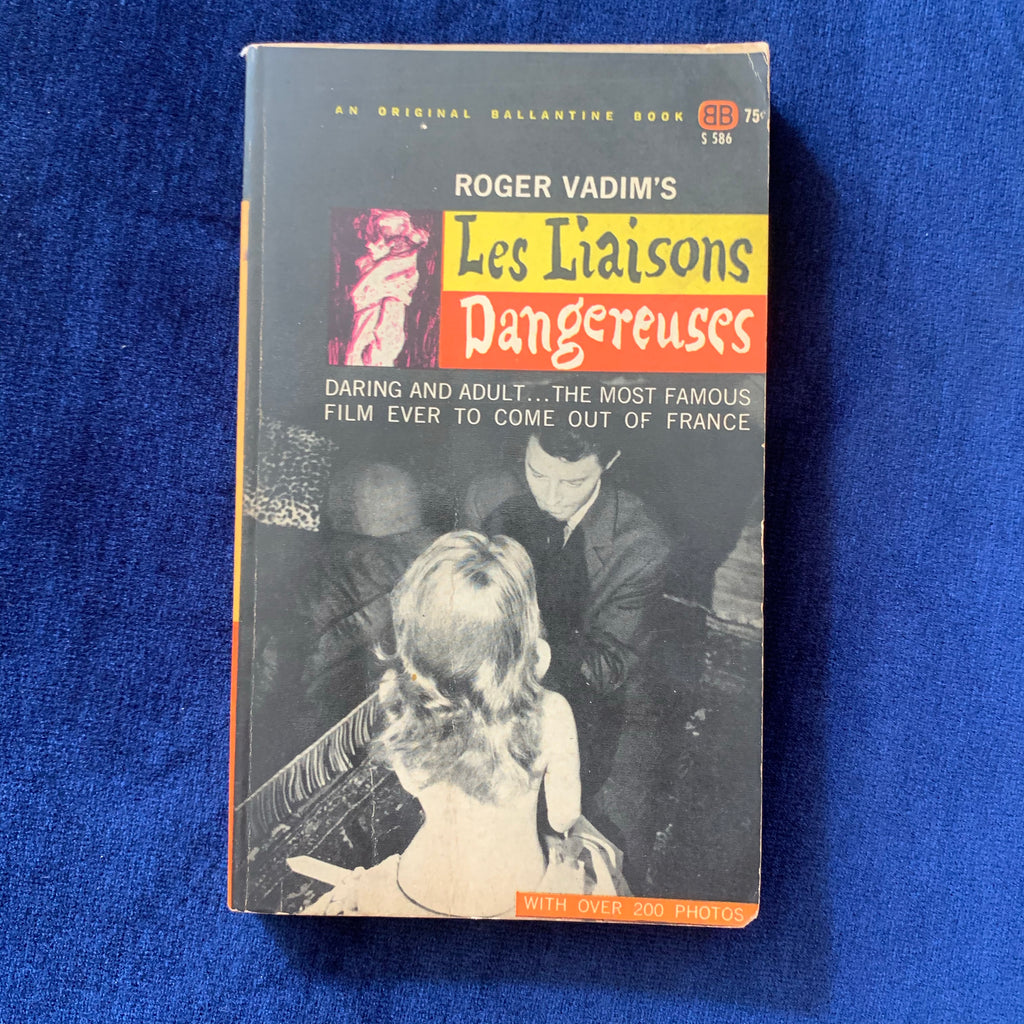 AN ORIGINAL BALLANTINE BOOK BB 75¢
S 586
ROGER VADIM'S
Les Liaisons
Dangereuses
DARING AND ADULT...THE MOST FAMOUS
FILM EVER TO COME OUT OF FRANCE
WITH OVER 200 PHOTOS